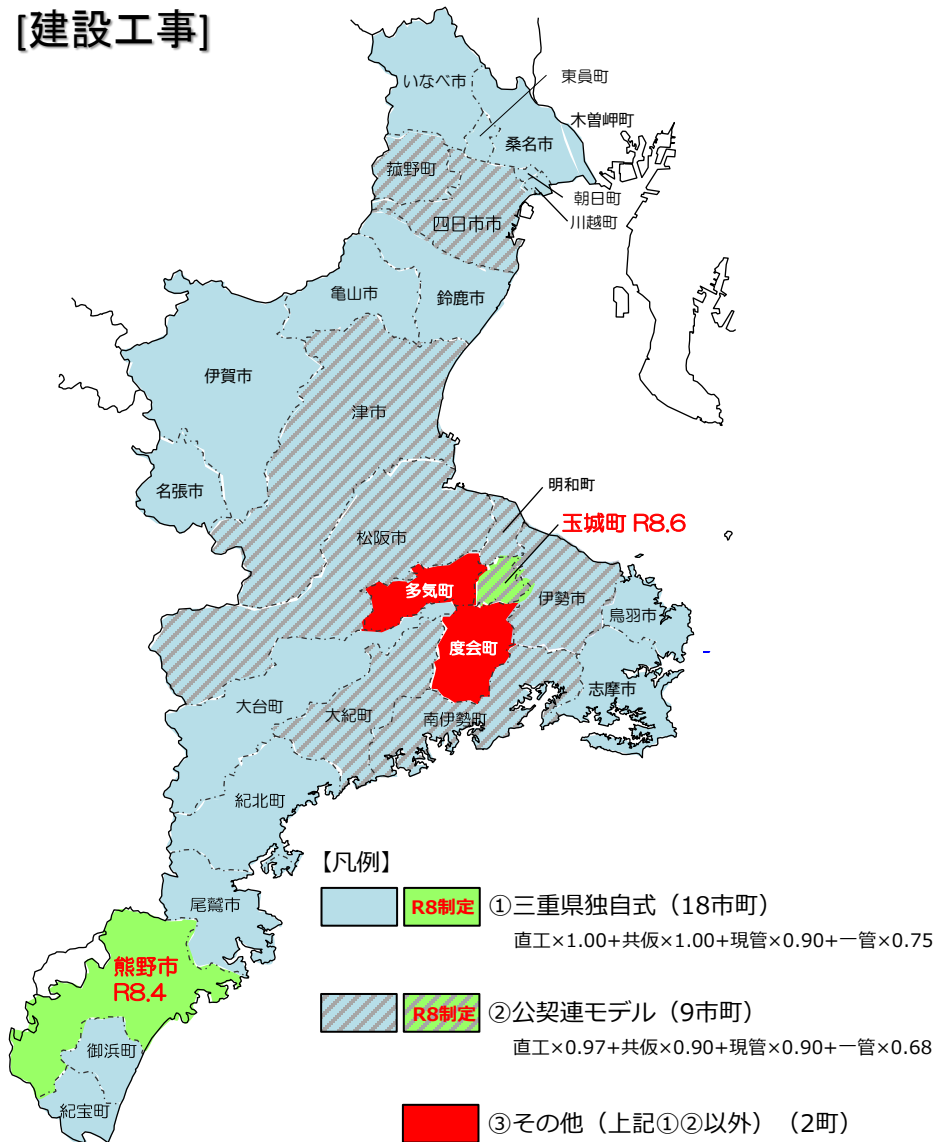 [建設工事]
いなべ市
東員町
木曽岬町
桑名市
菰野町
朝日町
四日市市
川越町
亀山市
鈴鹿市
伊賀市
津市
名張市
明和町
松阪市
玉城町 R8.6
多気町
伊勢市
鳥羽市
度会町
志摩市
大台町
大紀町
南伊勢町
紀北町
【凡例】
尾鷲市
R8制定 ①三重県独自式(18市町)
直工×1.00+共仮×1.00+現管×0.90+一管×0.75
熊野市
R8.4
R8制定 ②公契連モデル(9市町)
直工×0.97+共仮×0.90+現管×0.90+一管×0.68
御浜町
紀宝町
③その他(上記①②以外)(2町)